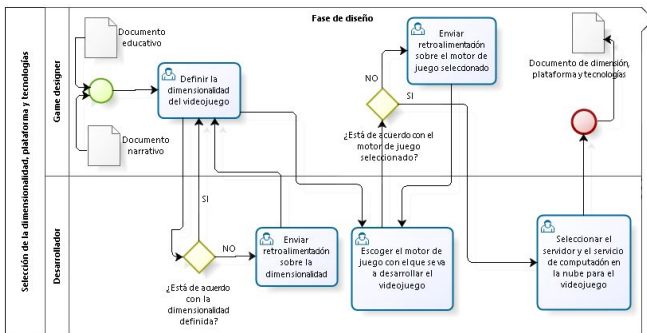 Selección de la dimensionalidad, plataforma y tecnologías
Fase de diseño
Game designer
Documento
educativo
Definir la
dimensionalidad
del videojuego
Documento
narrativo
Enviar
retroalimentación
sobre el motor de
juego seleccionado
NO
SI
¿Está de acuerdo con el
motor de juego
seleccionado?
Documento de dimensión,
plataforma y tecnologías
Desarrollador
SI
NO
¿Está de acuerdo
con la
dimensionalidad
definida?
Enviar
retroalimentación
sobre la
dimensionalidad
Escoger el motor de
juego con el que se va
a desarrollar el
videojuego
Seleccionar el
servidor y el servicio
de computación en
la nube para el
videojuego